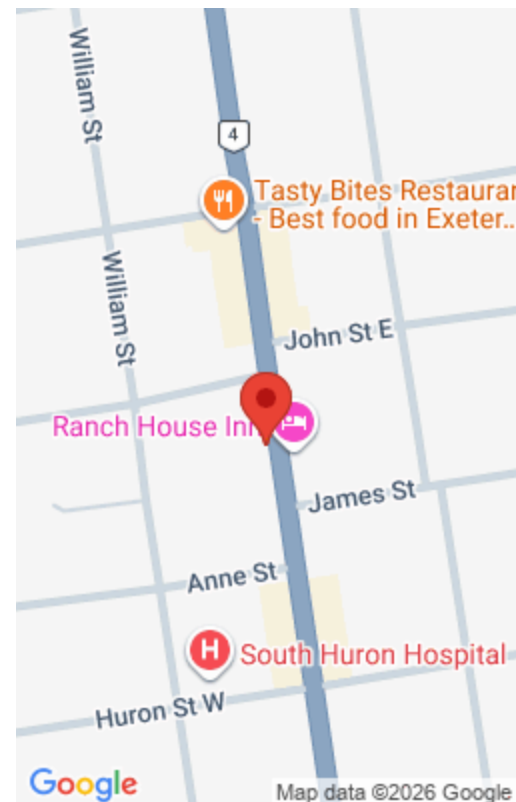 William St
4
Tasty Bites Restaurar
- Best food in Exeter...
William St
John St E
Ranch House Inn
James St
Anne St
H
South Huron Hospital
Huron St W
Google
Map data ©2026 Google